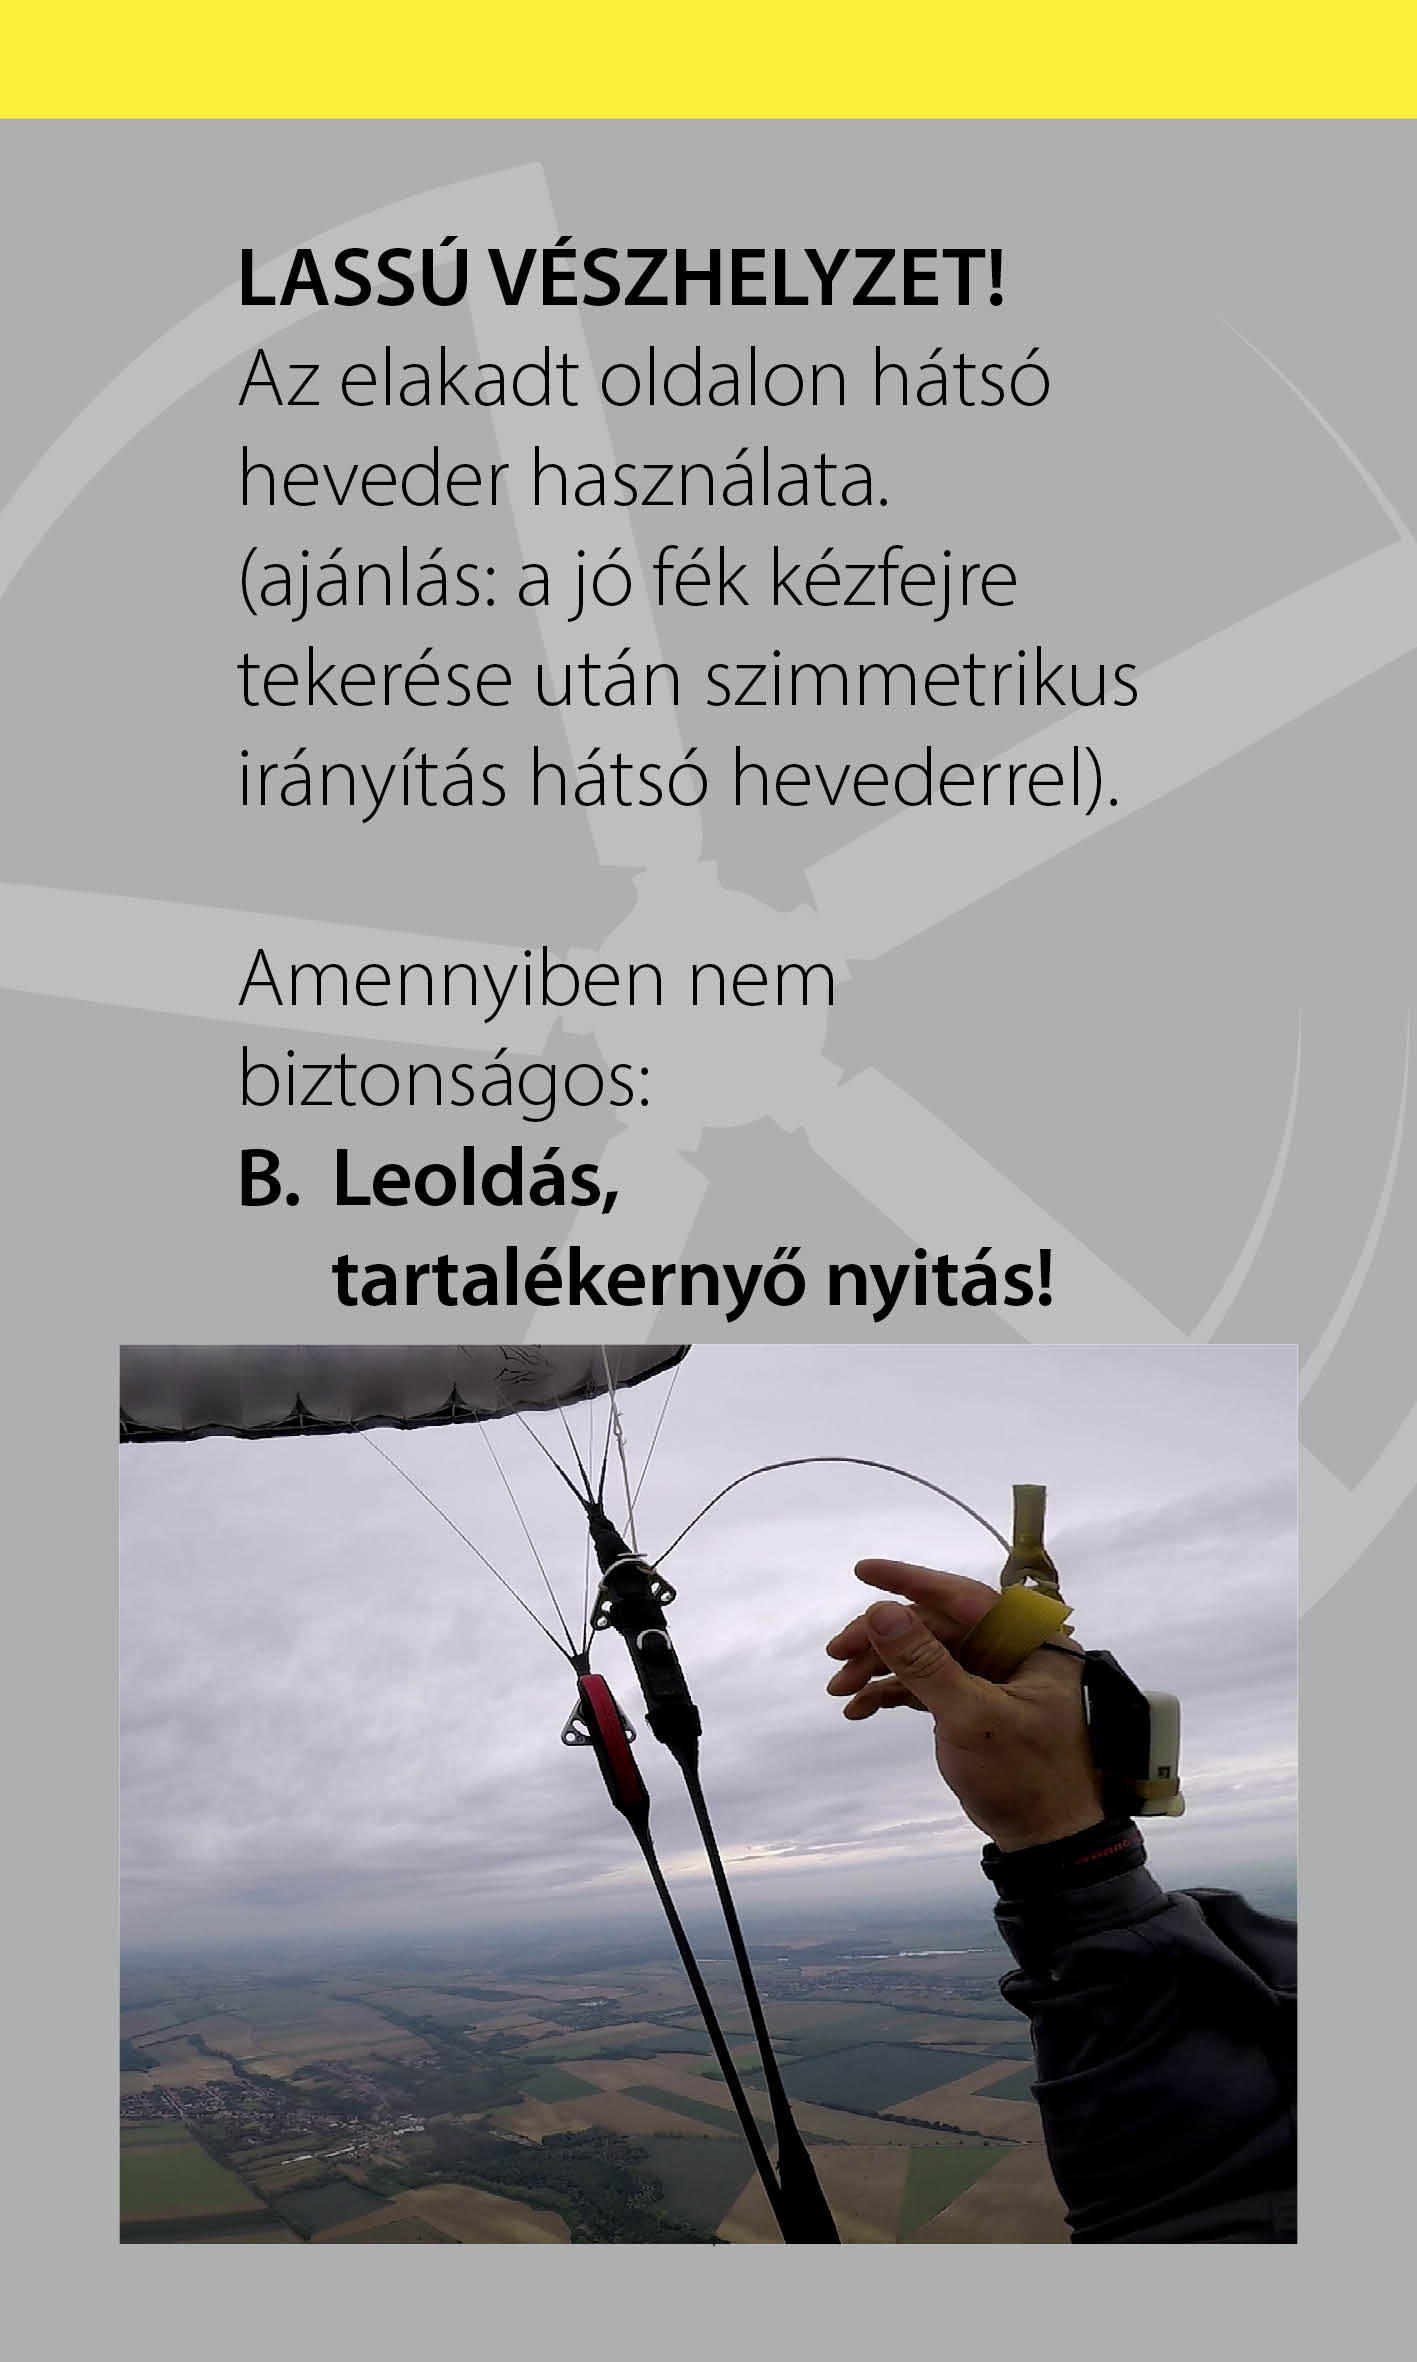 LASSÚ VÉSZHELYZET!
Az elakadt oldalon hátsó
heveder használata.
(ajánlás: a jó fék kézfejre
tekerése után szimmetrikus
irányítás hátsó hevederrel).
Amennyiben nem
biztonságos:
B. Leoldás,
tartalékernyő nyitás!